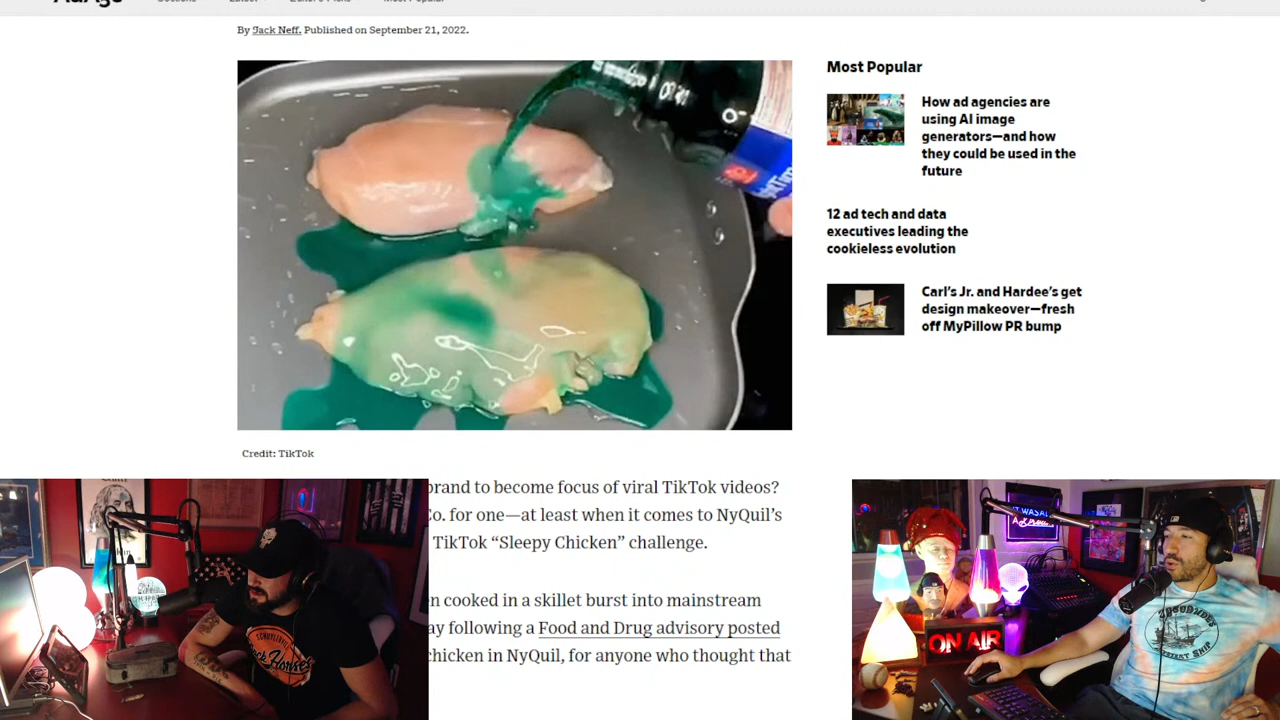 By Jack Neff. Published on September 21, 2022.
Most Popular
How ad agencies are
using AI image
generators—and how
they could be used in the
future
12 ad tech and data
executives leading the
cookieless evolution
Carl's Jr. and Hardee's get
design makeover—fresh
off MyPillow PR bump
Credit: TikTok
brand to become focus of viral TikTok videos?
Co. for one—at least when it comes to NyQuil's
TikTok “Sleepy Chicken” challenge.
n cooked in a skillet burst into mainstream
ay following a Food and Drug advisory posted
chicken in NyQuil, for anyone who thought that
ON AIR